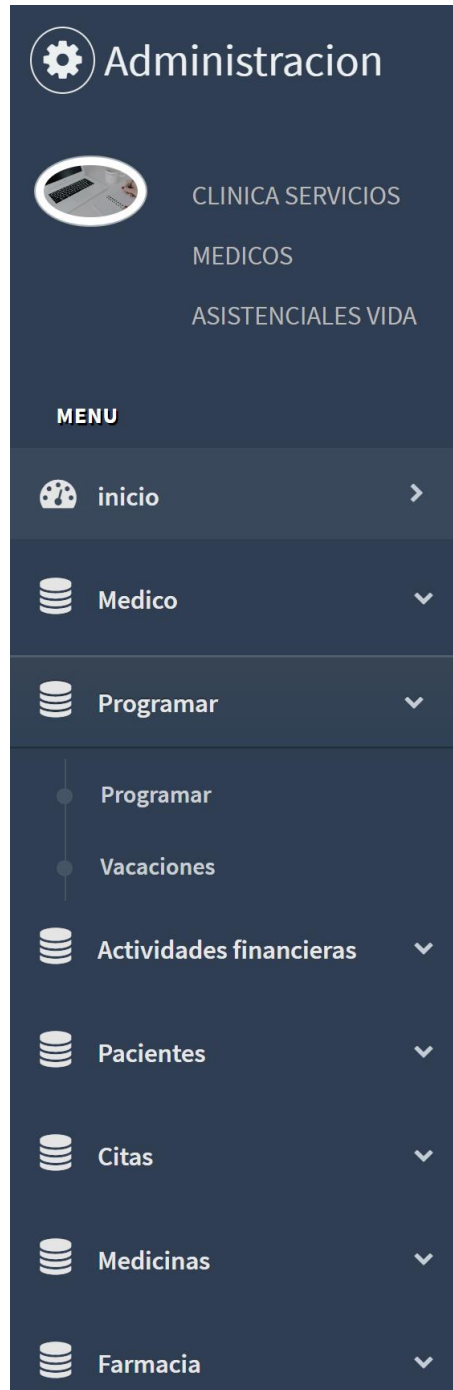 Administracion
CLINICA SERVICIOS
MEDICOS
ASISTENCIALES VIDA
MENU
inicio
Medico
Programar
Programar
Vacaciones
Actividades financieras
Pacientes
Citas
Medicinas
Farmacia